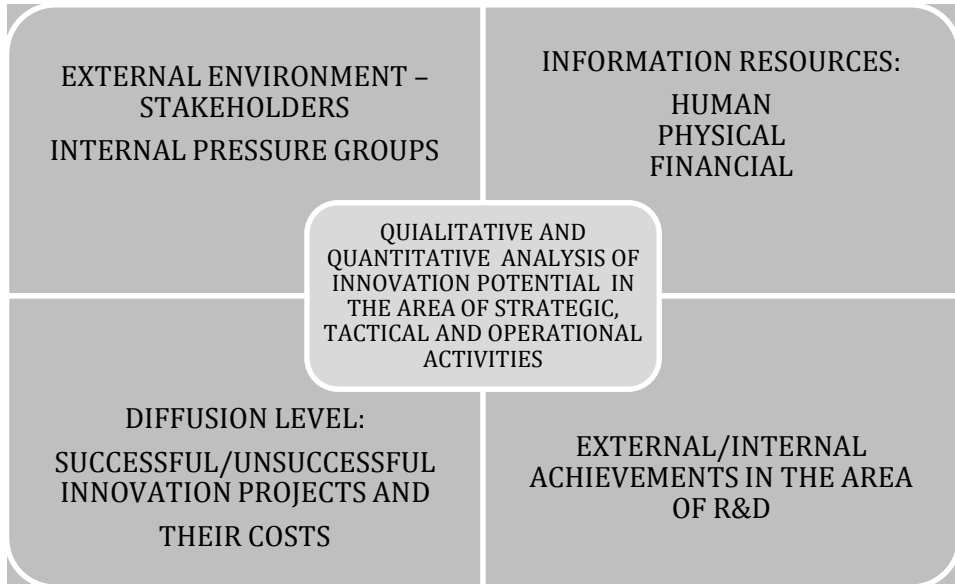 EXTERNAL ENVIRONMENT –
STAKEHOLDERS
INTERNAL PRESSURE GROUPS
INFORMATION RESOURCES:
HUMAN
PHYSICAL
FINANCIAL
QUIALITATIVE AND
QUANTITATIVE ANALYSIS OF
INNOVATION POTENTIAL IN
THE AREA OF STRATEGIC,
TACTICAL AND OPERATIONAL
ACTIVITIES
DIFFUSION LEVEL:
SUCCESSFUL/UNSUCCESSFUL
INNOVATION PROJECTS AND
THEIR COSTS
EXTERNAL/INTERNAL
ACHIEVEMENTS IN THE AREA
OF R&D